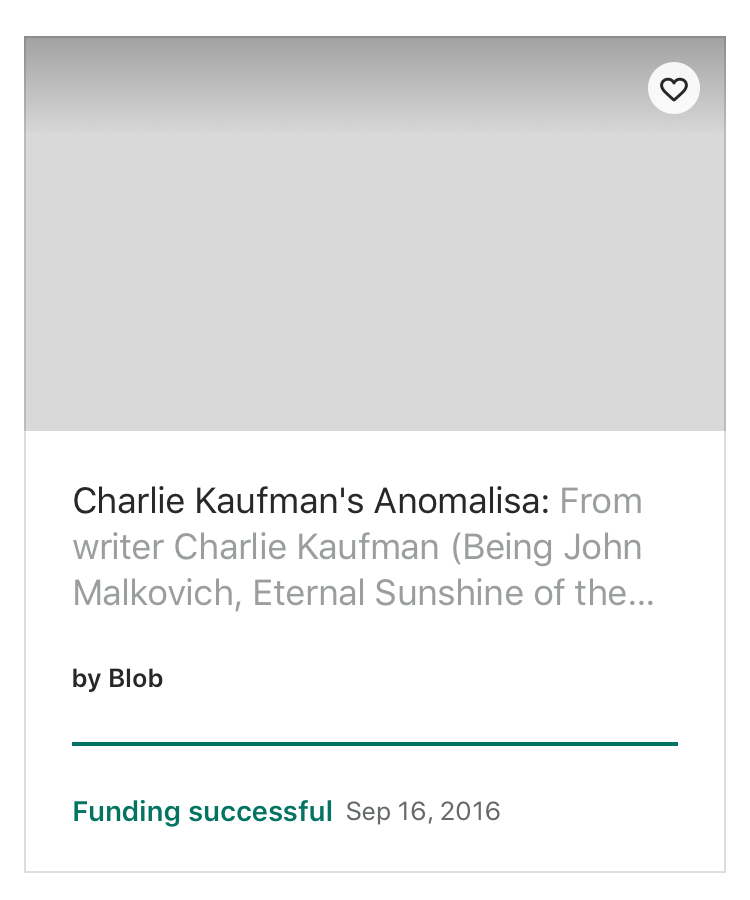 Charlie Kaufman's Anomalisa: From
writer Charlie Kaufman (Being John
Malkovich, Eternal Sunshine of the...
by Blob
Funding successful Sep 16, 2016